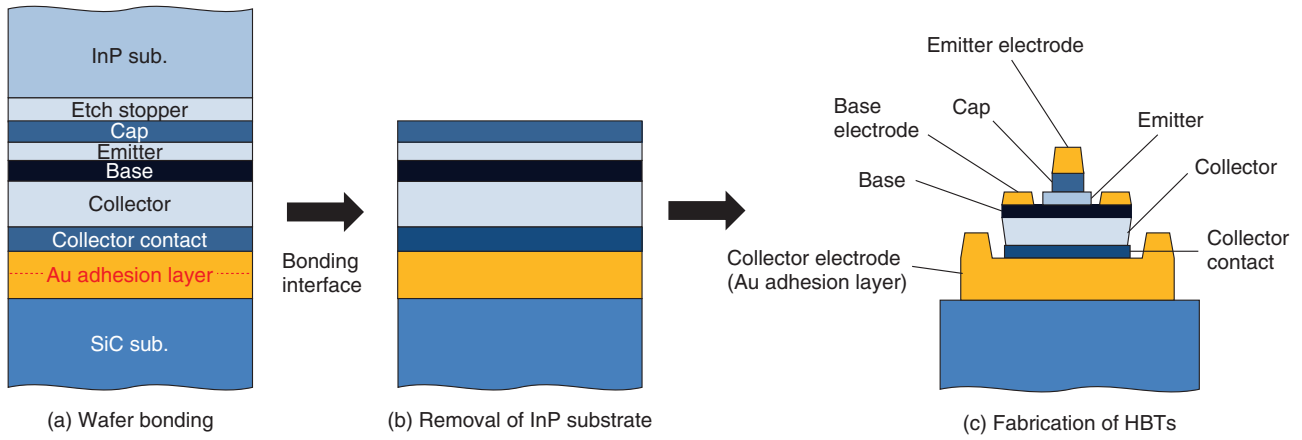 InP sub.
Etch stopper
Cap
Emitter
Base
Collector
Collector contact
Au adhesion layer
SiC sub.
(a) Wafer bonding
Bonding
interface
(b) Removal of InP substrate
Emitter electrode
Base
electrode
Cap
Emitter
Base
Collector
Collector electrode
(Au adhesion layer)
Collector
contact
(c) Fabrication of HBTs